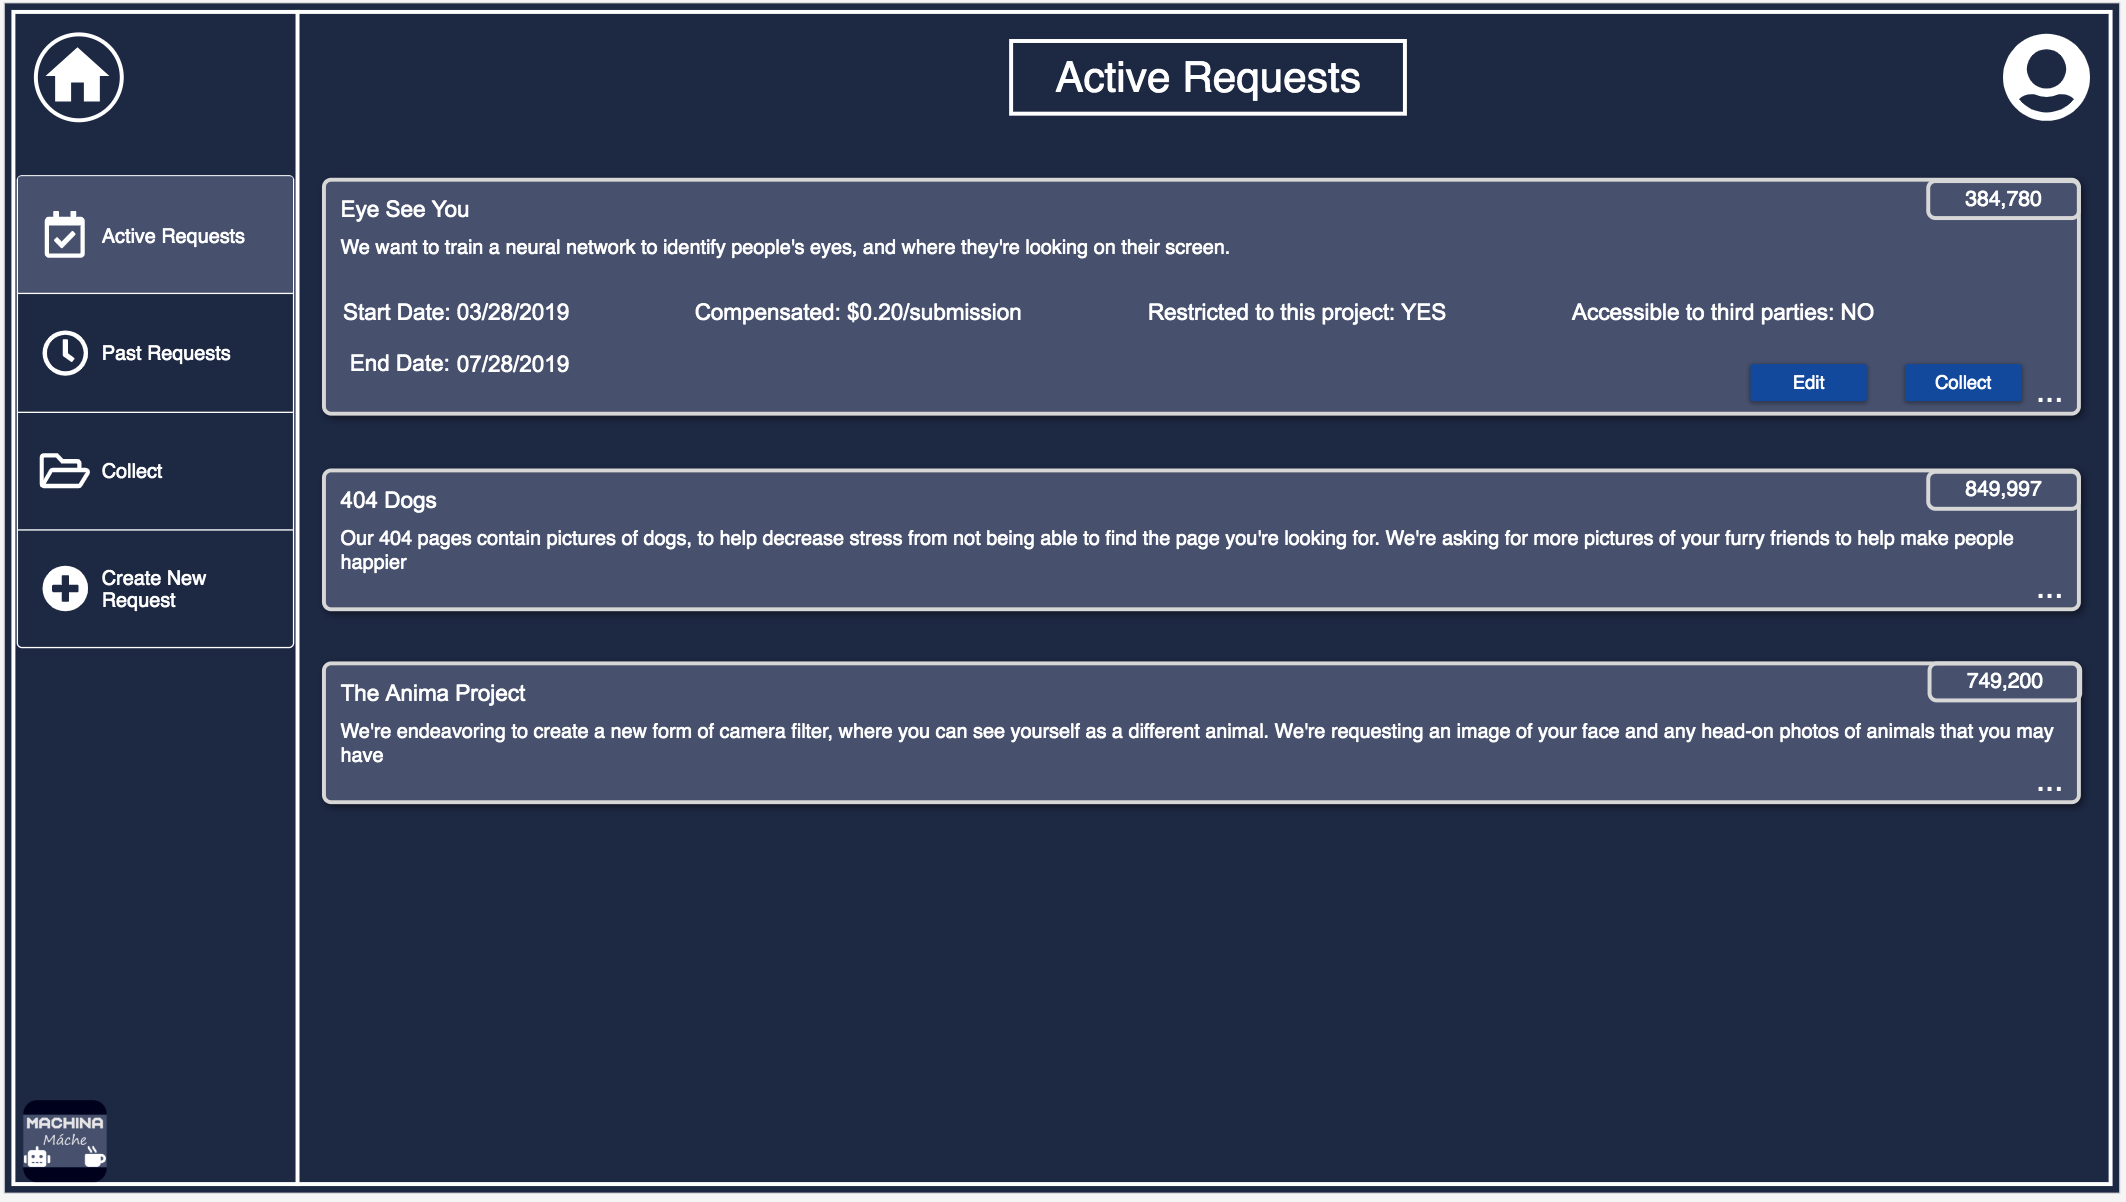 Active Requests
Active Requests
Past Requests
Collect
Create New
Request
Eye See You
384,780
We want to train a neural network to identify people's eyes, and where they're looking on their screen.
Start Date: 03/28/2019
Compensated: $0.20/submission
Restricted to this project: YES
Accessible to third parties: NO
End Date: 07/28/2019
Edit
Collect
...
404 Dogs
849,997
Our 404 pages contain pictures of dogs, to help decrease stress from not being able to find the page you're looking for. We're asking for more pictures of your furry friends to help make people
happier
...
The Anima Project
749,200
We're endeavoring to create a new form of camera filter, where you can see yourself as a different animal. We're requesting an image of your face and any head-on photos of animals that you may
have
...
MACHINA
Máche